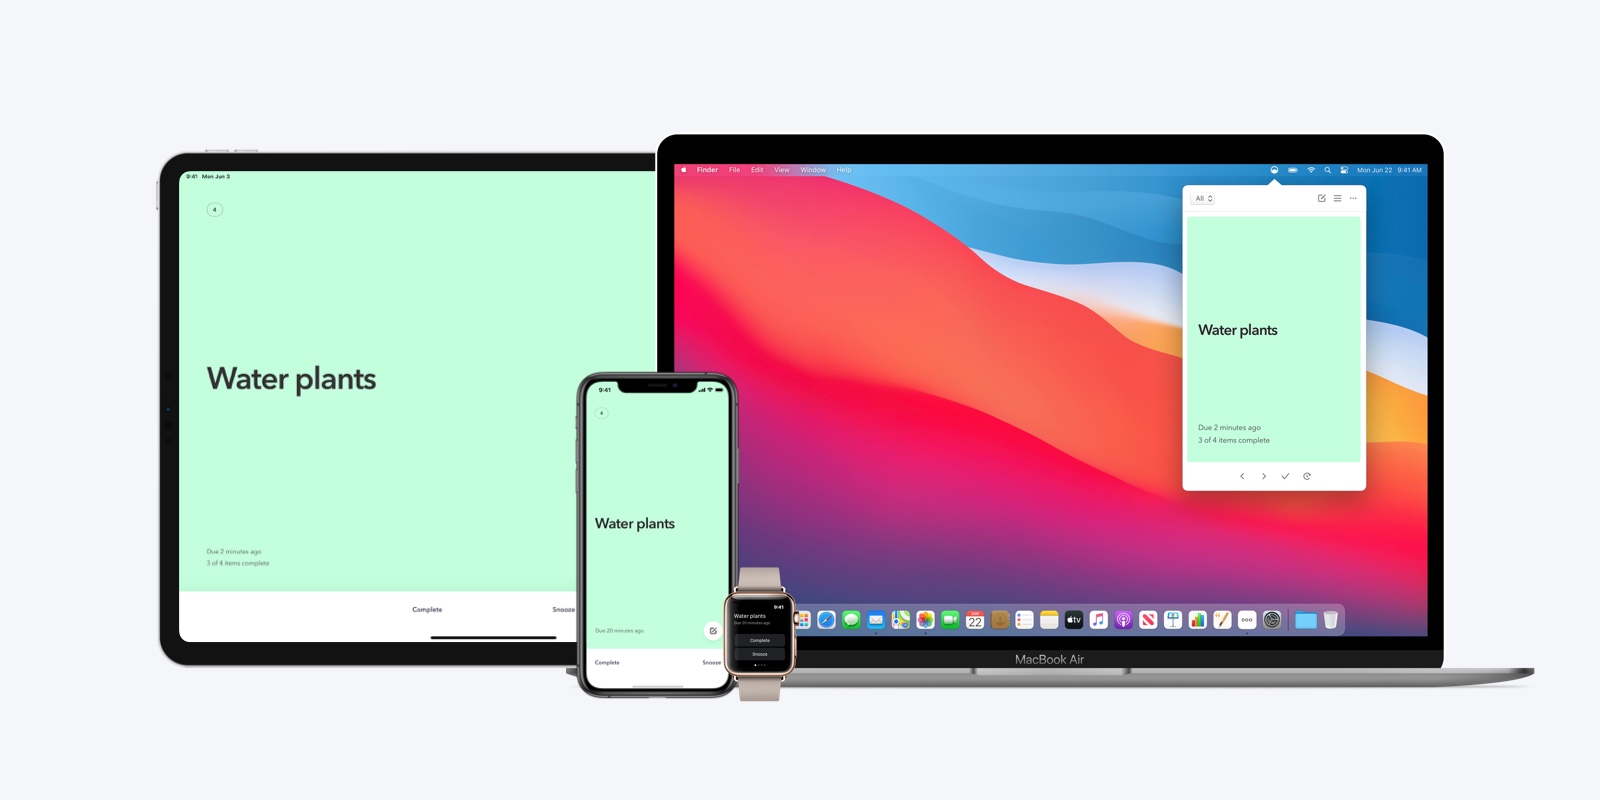 9:41 Mon Jun 3
4
Water plants
Due 2 minutes ago
3 of 4 items complete
Complete
Snooze
Finder File Edit View Window Help
Mon Jun 22 9:41 AM
All
Water plants
Due 2 minutes ago
3 of 4 items complete
JUN
22
tv
MacBook Air
9:41
4
Water plants
Due 20 minutes ago
Complete
Snooze
9:41
Water plants
Due 20 minutes ago
Complete
Snooze